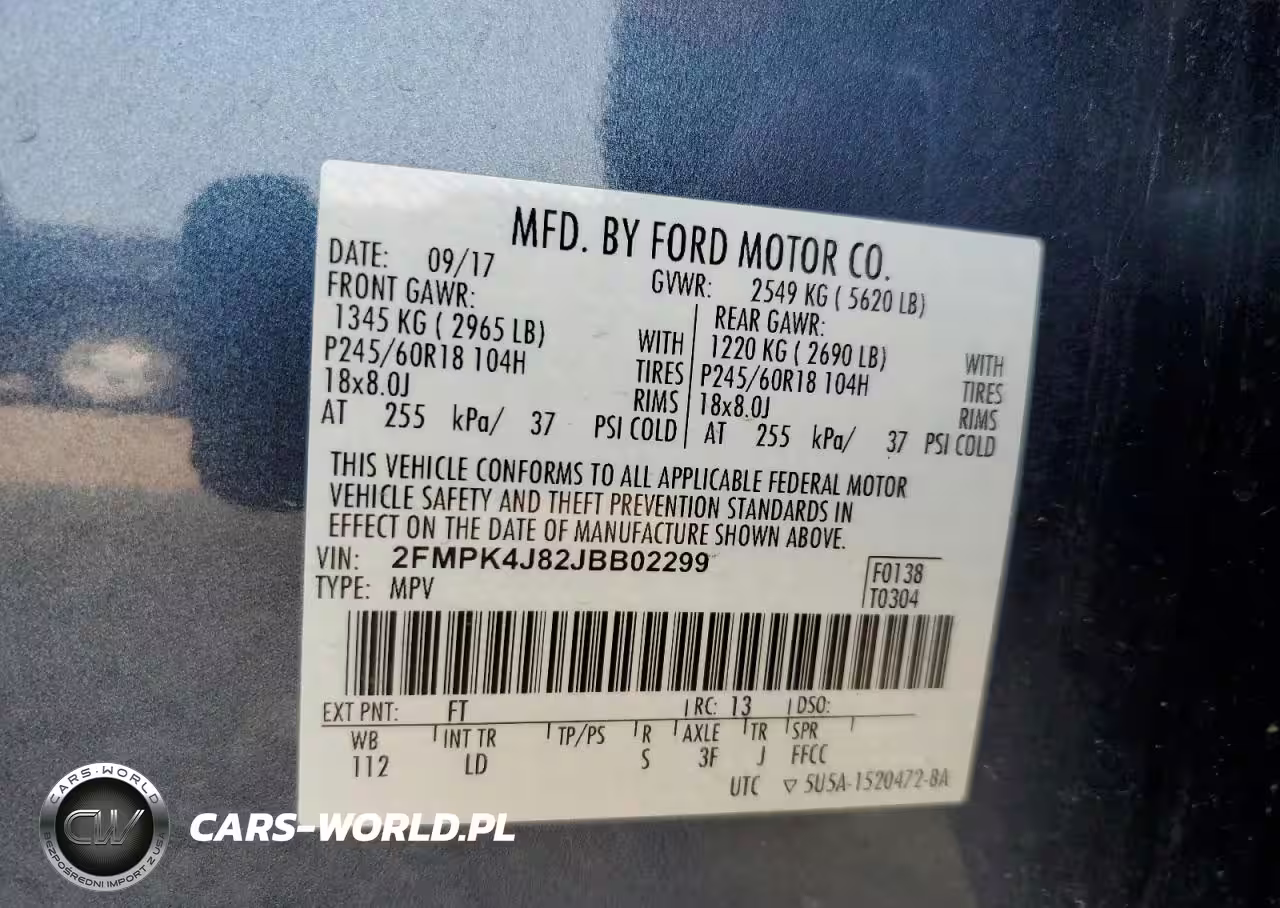 MFD. BY FORD MOTOR CO.
DATE: 09/17 GVWR: 2549 KG ( 5620 LB)
FRONT GAWR: REAR GAWR:
1345 KG ( 2965 LB) WITH 1220 KG ( 2690 LB) WITH
P245/60R18 104H TIRES P245/60R18 104H TIRES
18x8.0J RIMS 18x8.0J RIMS
AT 255 kPa/ 37 PSI COLD AT 255 kPa/ 37 PSI COLD
THIS VEHICLE CONFORMS TO ALL APPLICABLE FEDERAL MOTOR
VEHICLE SAFETY AND THEFT PREVENTION STANDARDS IN
EFFECT ON THE DATE OF MANUFACTURE SHOWN ABOVE.
VIN: 2FMPK4J82JBB02299
TYPE: MPV
F0138
T0304
EXT PNT: FT RC: 13 DSO:
WB INT TR TP/PS R AXLE TR SPR
112 LD S 3F J FFCC
UTC ▽ 5U5A-1520472-BA
CARS-WORLD
CW
BEZPOŚREDNI IMPORT Z USA
CARS-WORLD.PL